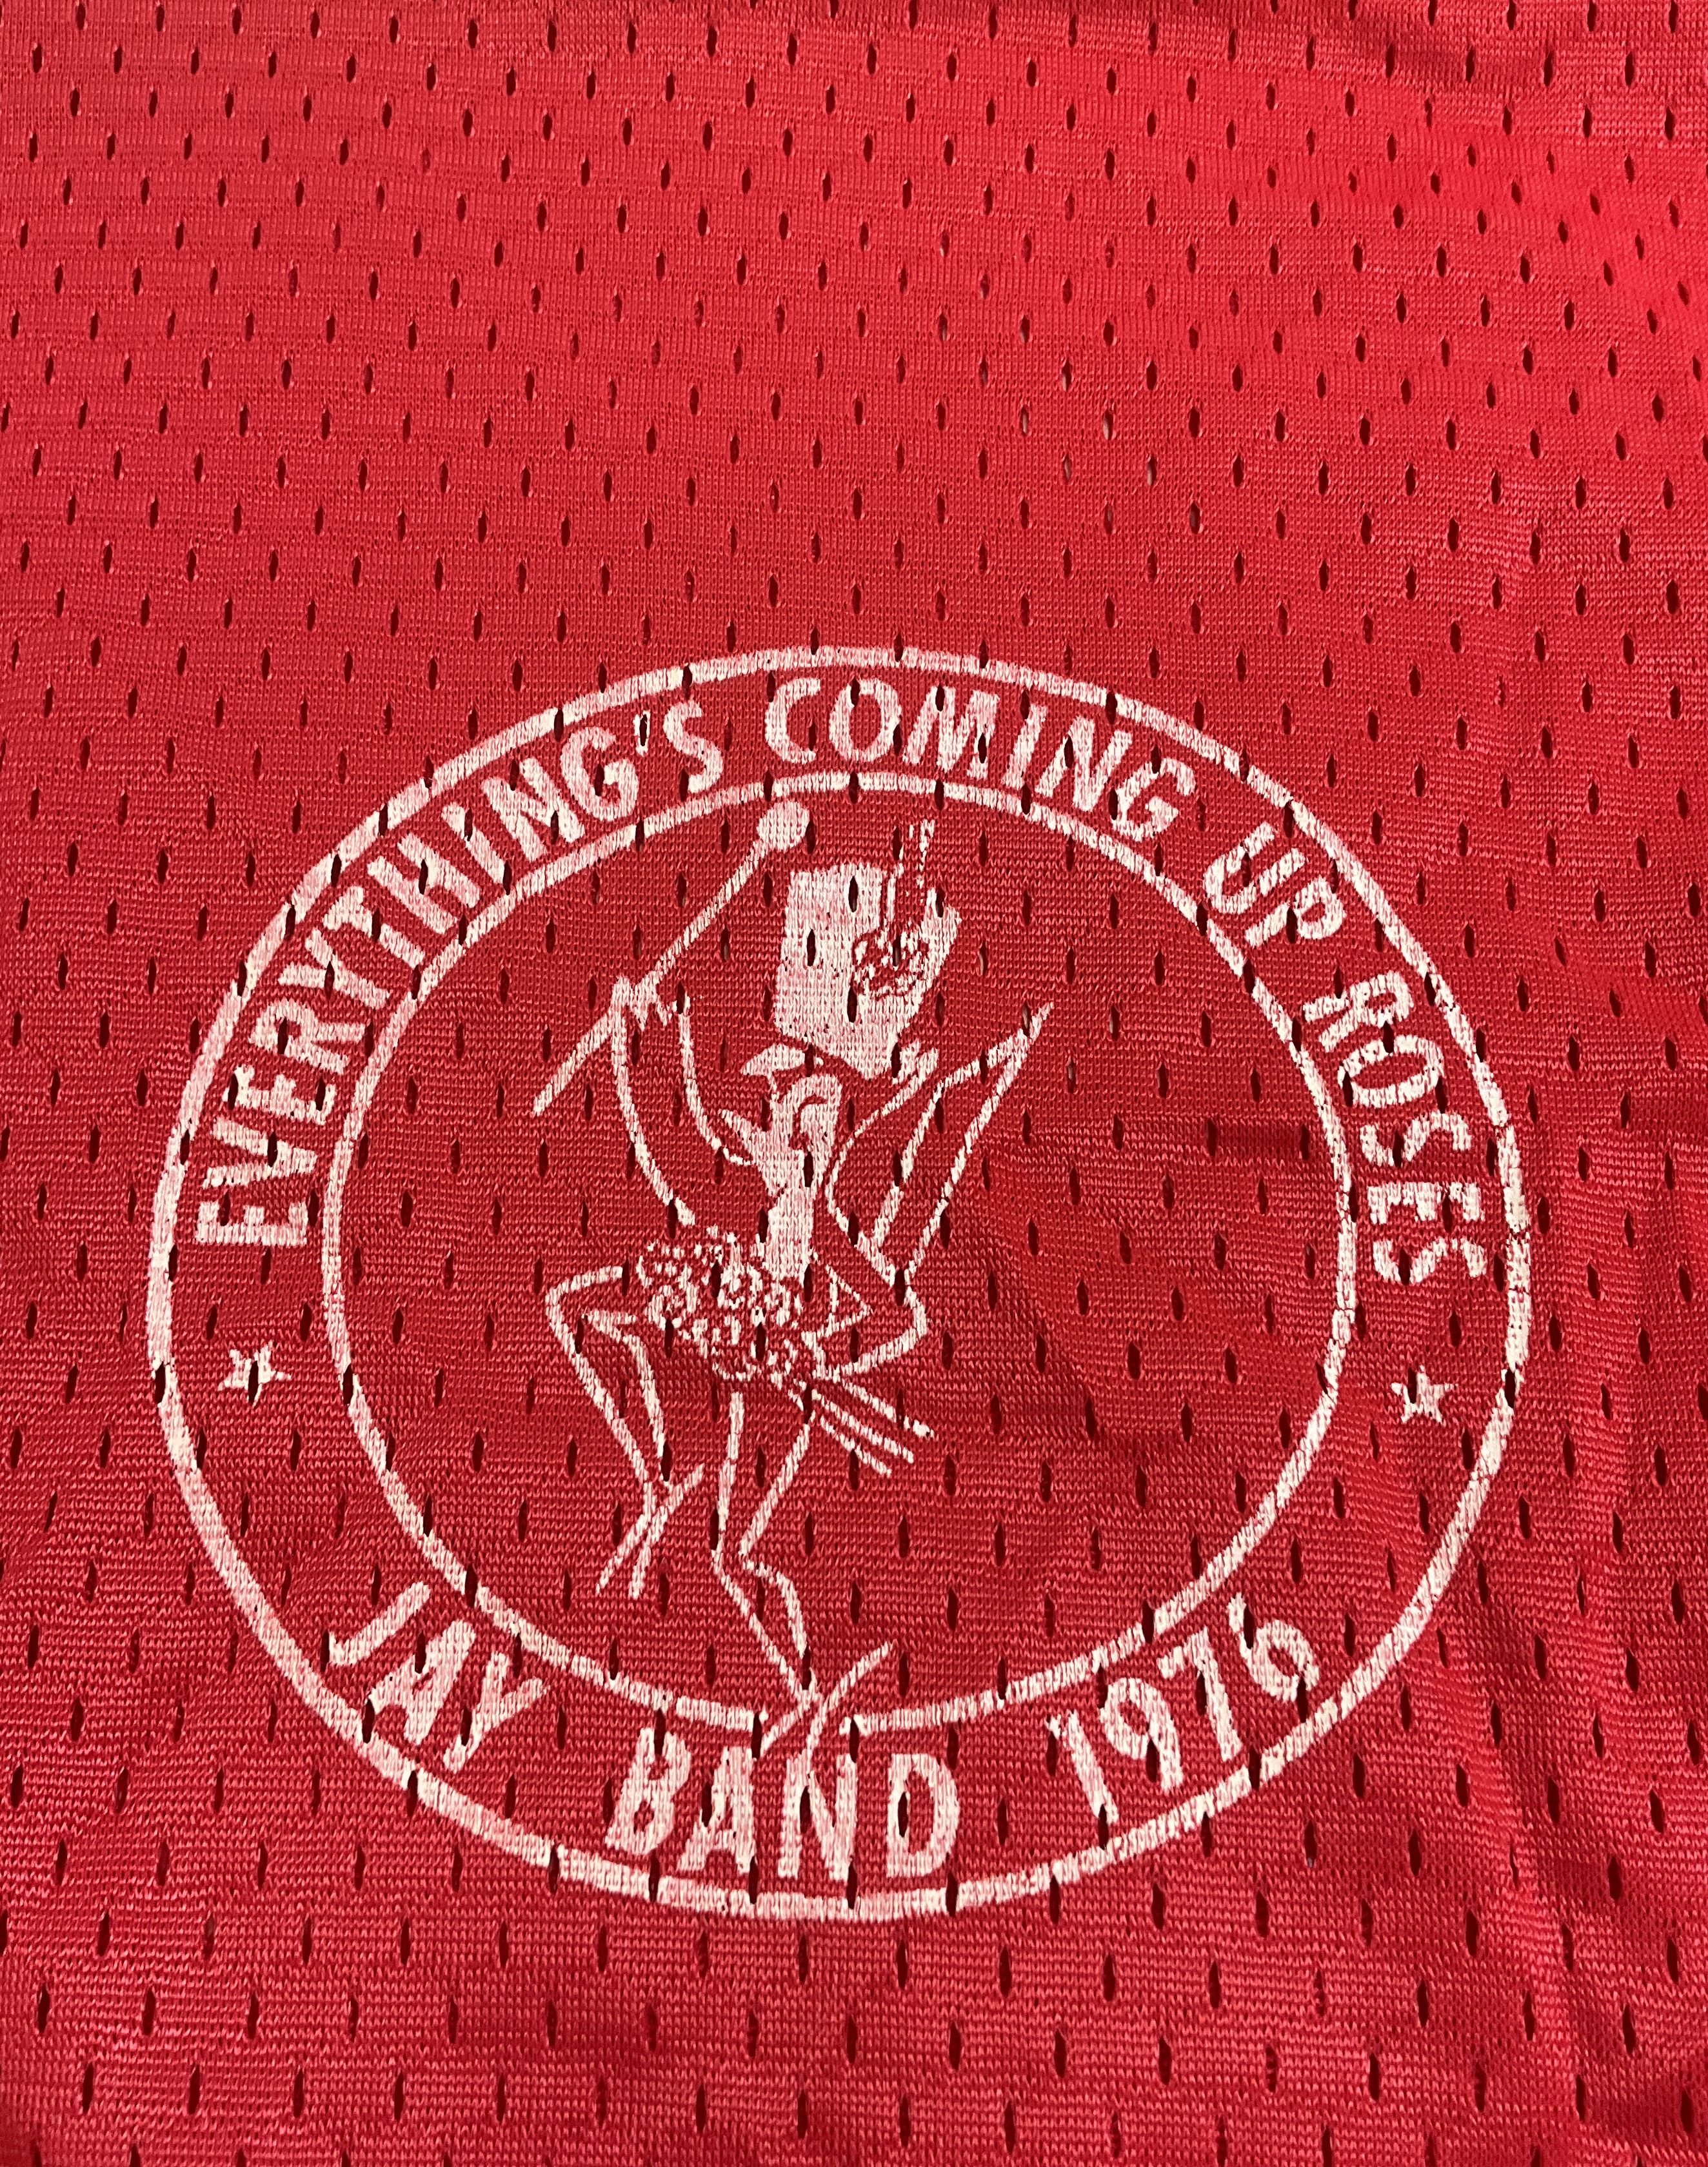 EVERYTHING'S COMING UP ROSES
JAY BAND 1976